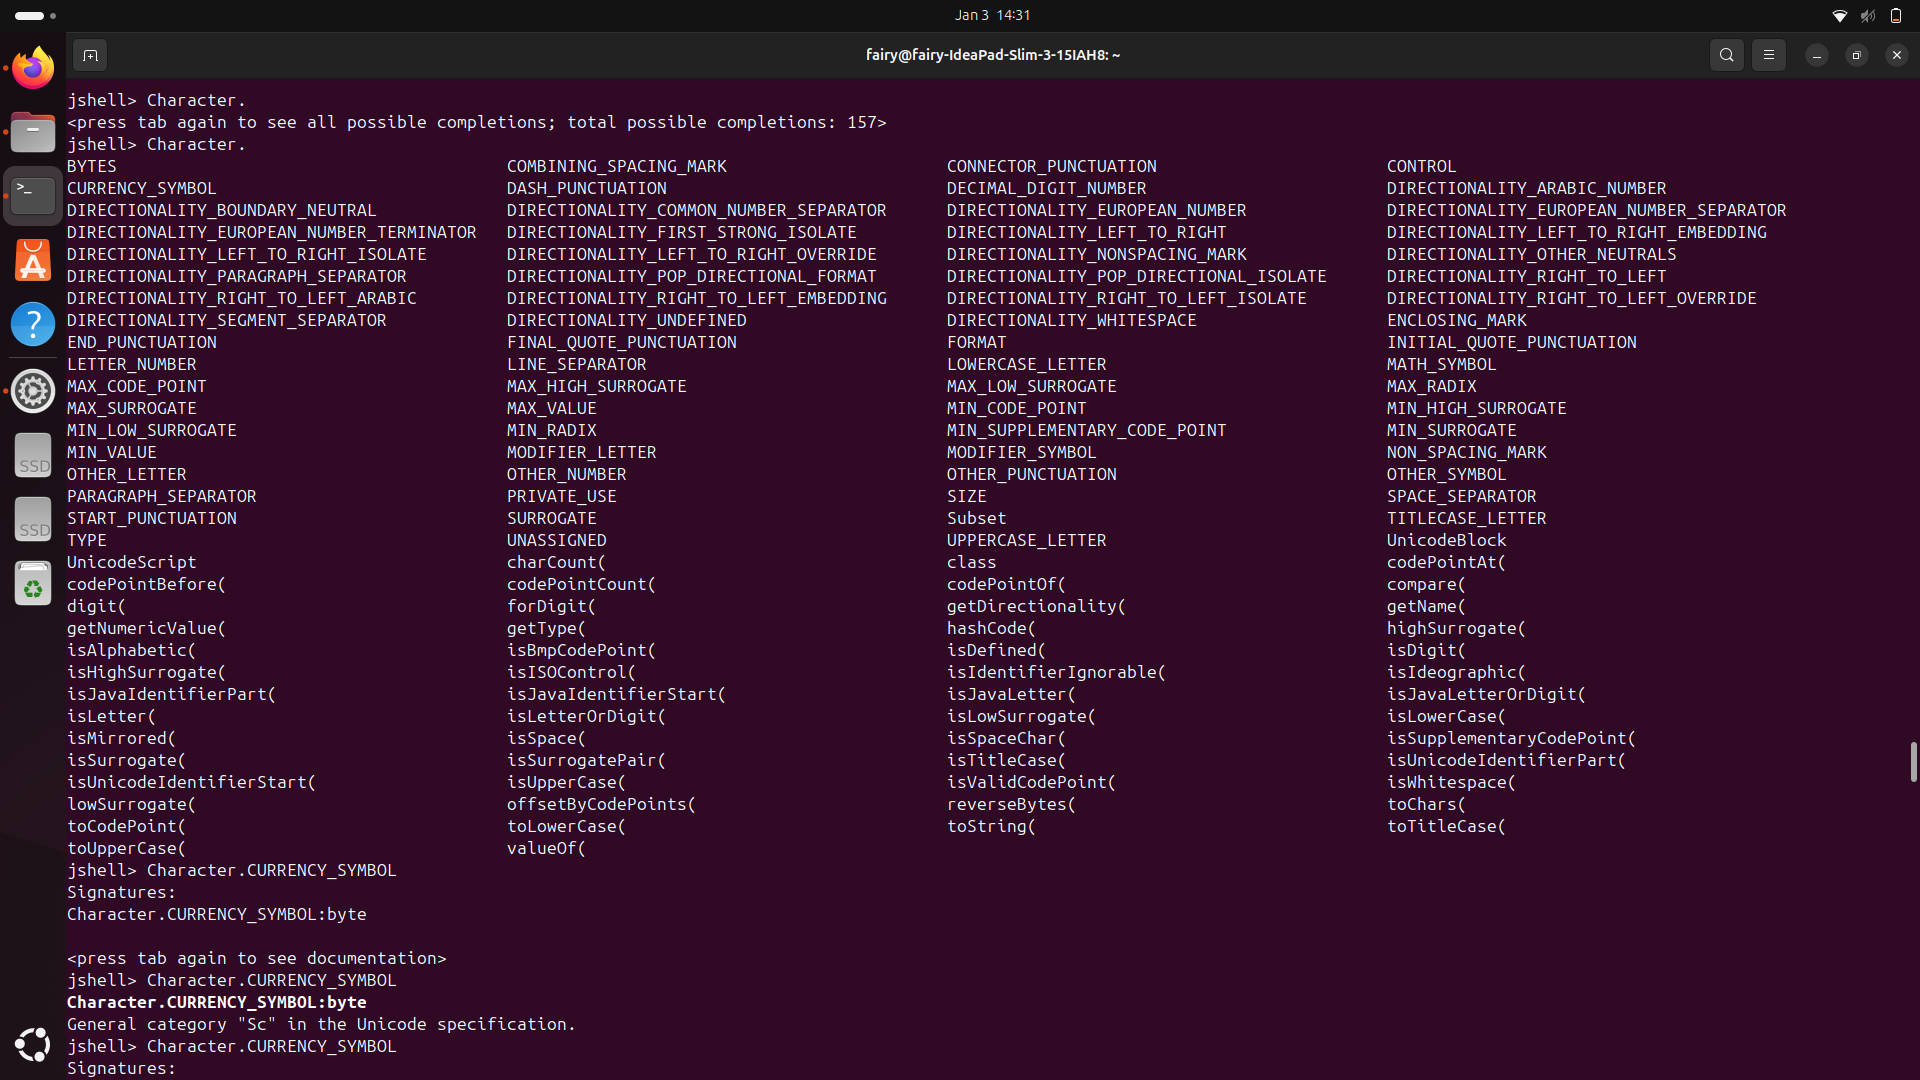 Jan 3 14:31
fairy@fairy-IdeaPad-Slim-3-15IAH8: ~
jshell> Character.
<press tab again to see all possible completions; total possible completions: 157>
jshell> Character.
BYTES COMBINING_SPACING_MARK CONNECTOR_PUNCTUATION CONTROL
CURRENCY_SYMBOL DASH_PUNCTUATION DECIMAL_DIGIT_NUMBER DIRECTIONALITY_ARABIC_NUMBER
DIRECTIONALITY_BOUNDARY_NEUTRAL DIRECTIONALITY_COMMON_NUMBER_SEPARATOR DIRECTIONALITY_EUROPEAN_NUMBER DIRECTIONALITY_EUROPEAN_NUMBER_SEPARATOR
DIRECTIONALITY_EUROPEAN_NUMBER_TERMINATOR DIRECTIONALITY_FIRST_STRONG_ISOLATE DIRECTIONALITY_LEFT_TO_RIGHT DIRECTIONALITY_LEFT_TO_RIGHT_EMBEDDING
DIRECTIONALITY_LEFT_TO_RIGHT_ISOLATE DIRECTIONALITY_LEFT_TO_RIGHT_OVERRIDE DIRECTIONALITY_NONSPACING_MARK DIRECTIONALITY_OTHER_NEUTRALS
DIRECTIONALITY_PARAGRAPH_SEPARATOR DIRECTIONALITY_POP_DIRECTIONAL_FORMAT DIRECTIONALITY_POP_DIRECTIONAL_ISOLATE DIRECTIONALITY_RIGHT_TO_LEFT
DIRECTIONALITY_RIGHT_TO_LEFT_ARABIC DIRECTIONALITY_RIGHT_TO_LEFT_EMBEDDING DIRECTIONALITY_RIGHT_TO_LEFT_ISOLATE DIRECTIONALITY_RIGHT_TO_LEFT_OVERRIDE
DIRECTIONALITY_SEGMENT_SEPARATOR DIRECTIONALITY_UNDEFINED DIRECTIONALITY_WHITESPACE ENCLOSING_MARK
END_PUNCTUATION FINAL_QUOTE_PUNCTUATION FORMAT INITIAL_QUOTE_PUNCTUATION
LETTER_NUMBER LINE_SEPARATOR LOWERCASE_LETTER MATH_SYMBOL
MAX_CODE_POINT MAX_HIGH_SURROGATE MAX_LOW_SURROGATE MAX_RADIX
MAX_SURROGATE MAX_VALUE MIN_CODE_POINT MIN_HIGH_SURROGATE
MIN_LOW_SURROGATE MIN_RADIX MIN_SUPPLEMENTARY_CODE_POINT MIN_SURROGATE
MIN_VALUE MODIFIER_LETTER MODIFIER_SYMBOL NON_SPACING_MARK
OTHER_LETTER OTHER_NUMBER OTHER_PUNCTUATION OTHER_SYMBOL
PARAGRAPH_SEPARATOR PRIVATE_USE SIZE SPACE_SEPARATOR
START_PUNCTUATION SURROGATE Subset TITLECASE_LETTER
TYPE UNASSIGNED UPPERCASE_LETTER UnicodeBlock
UnicodeScript charCount( class codePointAt(
codePointBefore( codePointCount( codePointOf( compare(
digit( forDigit( getDirectionality( getName(
getNumericValue( getType( hashCode( highSurrogate(
isAlphabetic( isBmpCodePoint( isDefined( isDigit(
isHighSurrogate( isISOControl( isIdentifierIgnorable( isIdeographic(
isJavaIdentifierPart( isJavaIdentifierStart( isJavaLetter( isJavaLetterOrDigit(
isLetter( isLetterOrDigit( isLowSurrogate( isLowerCase(
isMirrored( isSpace( isSpaceChar( isSupplementaryCodePoint(
isSurrogate( isSurrogatePair( isTitleCase( isUnicodeIdentifierPart(
isUnicodeIdentifierStart( isUpperCase( isValidCodePoint( isWhitespace(
lowSurrogate( offsetByCodePoints( reverseBytes( toChars(
toCodePoint( toLowerCase( toString( toTitleCase(
toUpperCase( valueOf(
jshell> Character.CURRENCY_SYMBOL
Signatures:
Character.CURRENCY_SYMBOL:byte
<press tab again to see documentation>
jshell> Character.CURRENCY_SYMBOL
Character.CURRENCY_SYMBOL:byte
General category "Sc" in the Unicode specification.
jshell> Character.CURRENCY_SYMBOL
Signatures:
>_
?
SSD
SSD